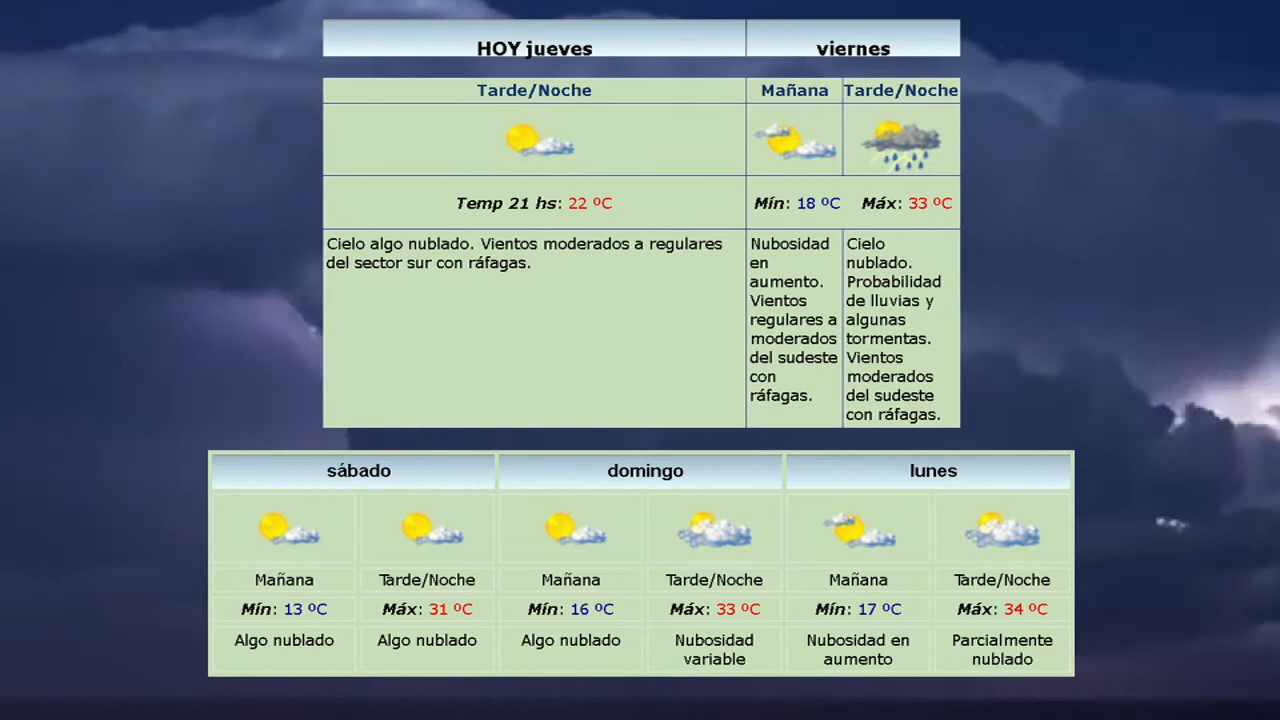 HOY jueves
viernes
Tarde/Noche
Mañana
Tarde/Noche
Temp 21 hs: 22 ºC
Mín: 18 ºC
Máx: 33 ºC
Cielo algo nublado. Vientos moderados a regulares
del sector sur con ráfagas.
Nubosidad
en
aumento.
Vientos
regulares a
moderados
del sudeste
con
ráfagas.
Cielo
nublado.
Probabilidad
de lluvias y
algunas
tormentas.
Vientos
moderados
del sudeste
con ráfagas.
sábado
domingo
lunes
Mañana
Tarde/Noche
Mañana
Tarde/Noche
Mañana
Tarde/Noche
Mín: 13 ºC
Máx: 31 ºC
Mín: 16 ºC
Máx: 33 ºC
Mín: 17 ºC
Máx: 34 ºC
Algo nublado
Algo nublado
Algo nublado
Nubosidad
variable
Nubosidad en
aumento
Parcialmente
nublado